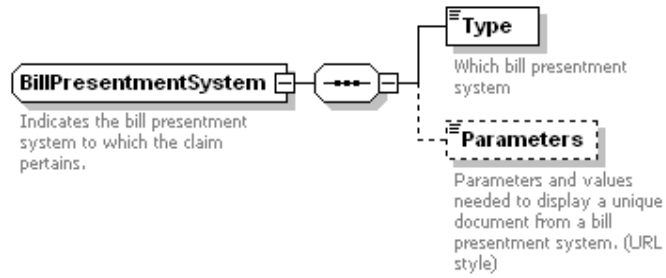 Type
Which bill presentment
system
BillPresentmentSystem
Indicates the bill presentment
system to which the claim
pertains.
Parameters
Parameters and values
needed to display a unique
document from a bill
presentment system. (URL
style)